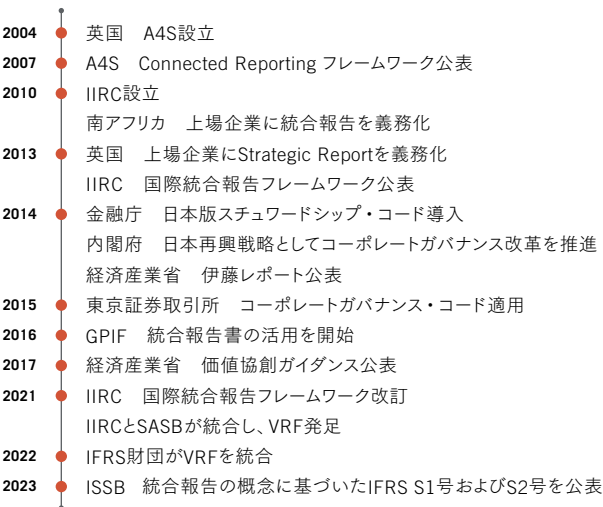 2004 英国　A4S設立
2007 A4S　Connected Reporting フレームワーク公表
2010 IIRC設立
南アフリカ　上場企業に統合報告を義務化
2013 英国　上場企業にStrategic Reportを義務化
IIRC　国際統合報告フレームワーク公表
2014 金融庁　日本版スチュワードシップ・コード導入
内閣府　日本再興戦略としてコーポレートガバナンス改革を推進
経済産業省　伊藤レポート公表
2015 東京証券取引所　コーポレートガバナンス・コード適用
2016 GPIF　統合報告書の活用を開始
2017 経済産業省　価値協創ガイダンス公表
2021 IIRC　国際統合報告フレームワーク改訂
IIRCとSASBが統合し、VRF発足
2022 IFRS財団がVRFを統合
2023 ISSB　統合報告の概念に基づいたIFRS S1号およびS2号を公表